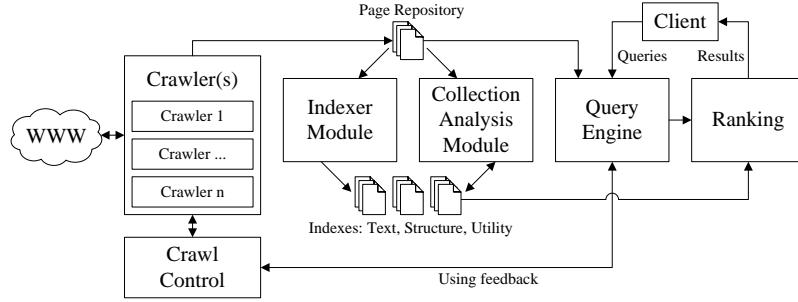 Page Repository
Client
Queries
Results
Crawler(s)
Crawler 1
Crawler ...
Crawler n
WWW
Indexer
Module
Collection
Analysis
Module
Query
Engine
Ranking
Indexes: Text, Structure, Utility
Crawl
Control
Using feedback